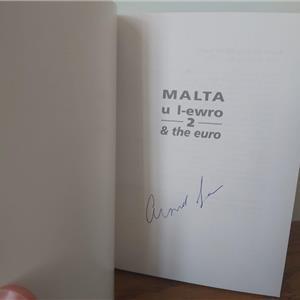 MALTA
u l-ewro
2
& the euro